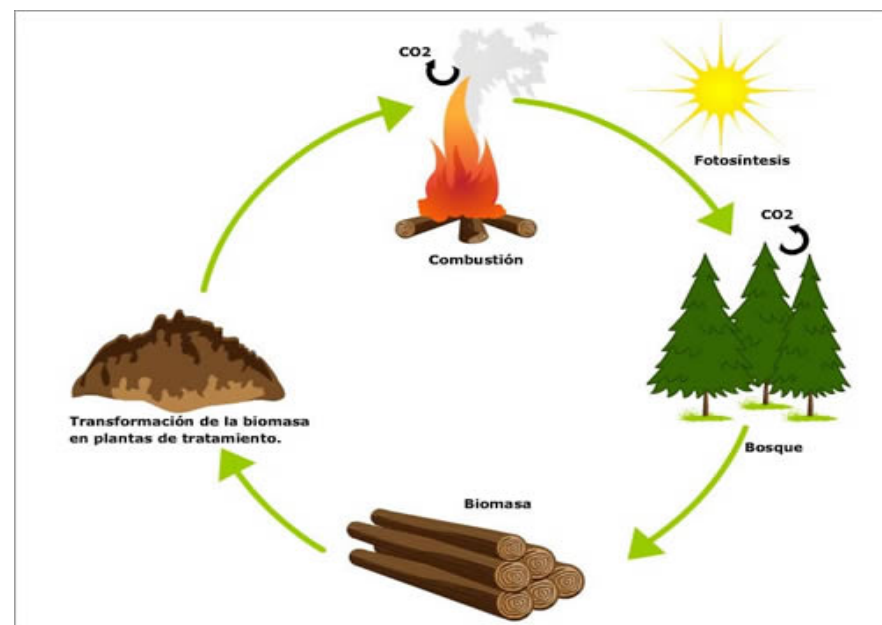 CO2
Fotosíntesis
CO2
Combustión
Bosque
Biomasa
Transformación de la biomasa
en plantas de tratamiento.